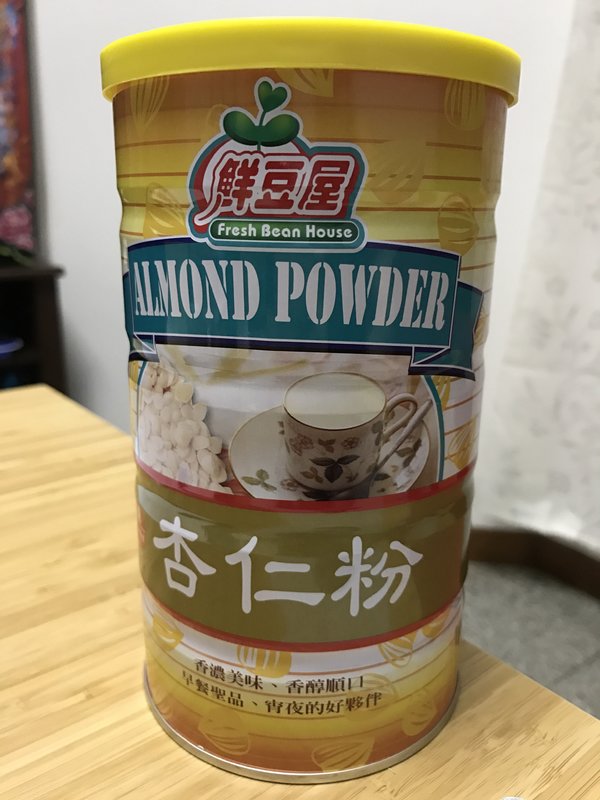 鮮豆屋
Fresh Bean House
ALMOND POWDER
杏仁粉
香濃美味、香醇順口
早餐聖品、宵夜的好夥伴